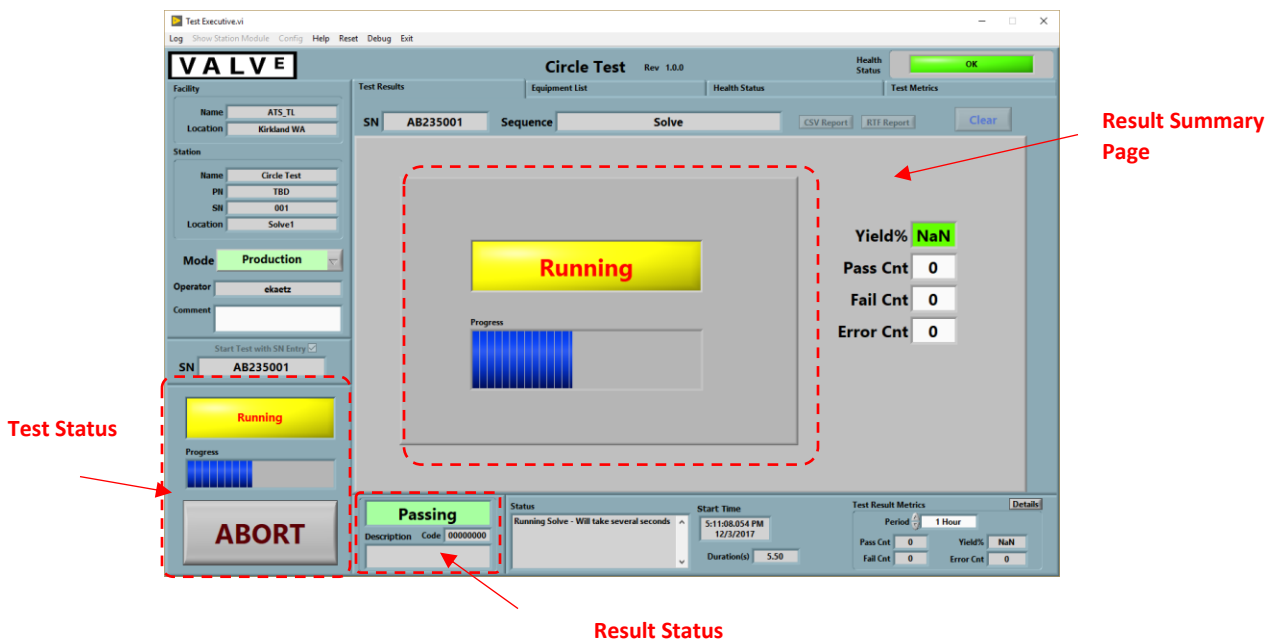 Test Executive.vi
Log Show Station Module Config Help Reset Debug Exit
VALVE
Circle Test Rev 1.0.0
Health Status
OK
Facility
Name ATS_TL
Location Kirkland WA
Station
Name Circle Test
PN TBD
SN 001
Location Solve1
Mode Production
Operator ekaetz
Comment
Start Test with SN Entry
SN AB235001
Running
Progress
ABORT
Test Results Equipment List Health Status Test Metrics
SN AB235001 Sequence Solve CSV Report RTF Report Clear
Running
Progress
Yield% NaN
Pass Cnt 0
Fail Cnt 0
Error Cnt 0
Passing
Description Code 00000000
Status
Running Solve - Will take several seconds
Start Time
5:11:08.054 PM
12/3/2017
Duration(s) 5.50
Test Result Metrics Details
Period 1 Hour
Pass Cnt 0 Yield% NaN
Fail Cnt 0 Error Cnt 0
Result Summary
Page
Test Status
Result Status